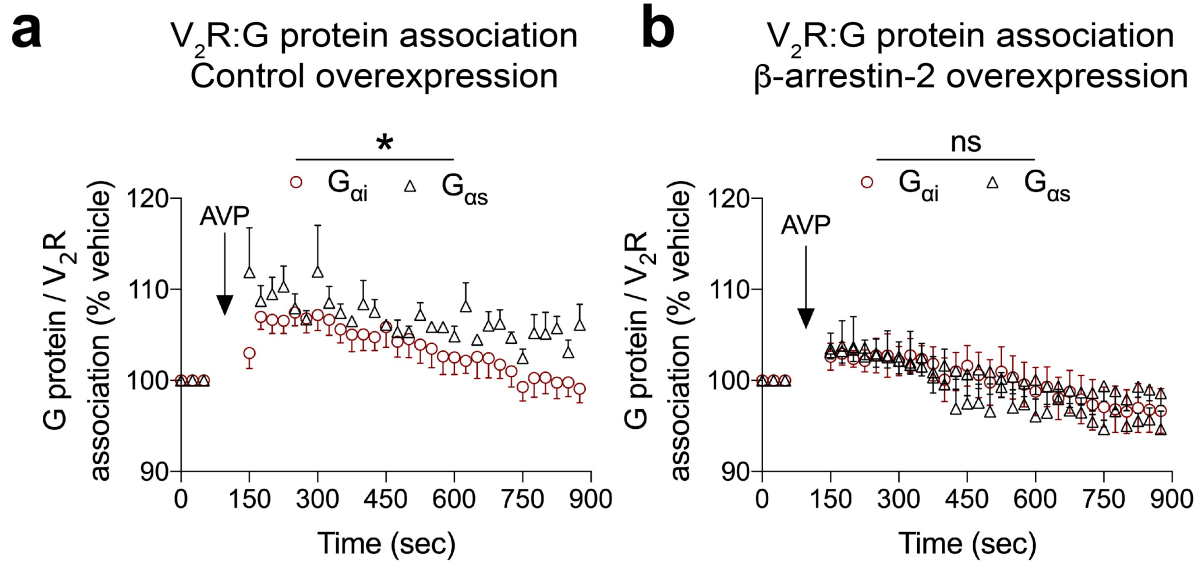 a
V₂R:G protein association
Control overexpression
*
Gαi
Gαs
AVP
G protein / V₂R
association (% vehicle)
120
110
100
90
0
150
300
450
600
750
900
Time (sec)
b
V₂R:G protein association
β-arrestin-2 overexpression
ns
Gαi
Gαs
AVP
G protein / V₂R
association (% vehicle)
120
110
100
90
0
150
300
450
600
750
900
Time (sec)